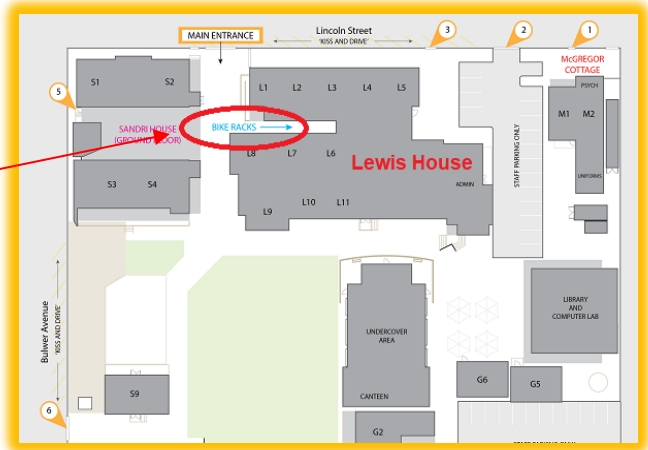 Lincoln Street
'KISS AND DRIVE'
MAIN ENTRANCE
3
2
1
McGREGOR
COTTAGE
PSYCH
M1 M2
UNIFORMS
S1 S2
L1 L2 L3 L4 L5
5
SANDRI HOUSE
(GROUND FLOOR)
BIKE RACKS
L8 L7 L6
Lewis House
ADMIN
STAFF PARKING ONLY
S3 S4
L9
L10 L11
Bulwer Avenue
'KISS AND DRIVE'
LIBRARY
AND
COMPUTER LAB
UNDERCOVER
AREA
S9
CANTEEN
G6 G5
6
G2
STAFF PARKING ONLY